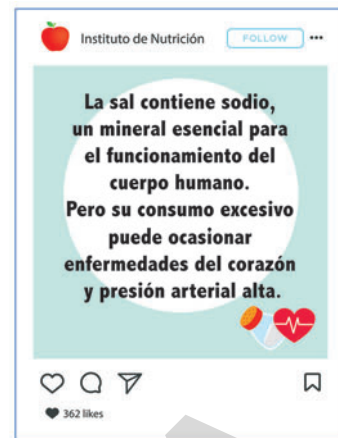 Instituto de Nutrición FOLLOW
La sal contiene sodio,
un mineral esencial para
el funcionamiento del
cuerpo humano.
Pero su consumo excesivo
puede ocasionar
enfermedades del corazón
y presión arterial alta.
362 likes